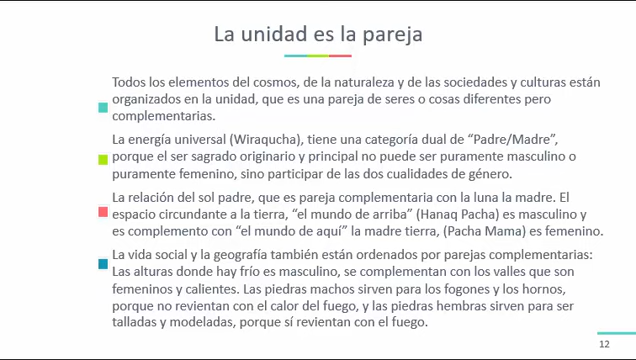 La unidad es la pareja
Todos los elementos del cosmos, de la naturaleza y de las sociedades y culturas están
organizados en la unidad, que es una pareja de seres o cosas diferentes pero
complementarias.
La energía universal (Wiraqucha), tiene una categoría dual de “Padre/Madre”,
porque el ser sagrado originario y principal no puede ser puramente masculino o
puramente femenino, sino participar de las dos cualidades de género.
La relación del sol padre, que es pareja complementaria con la luna la madre. El
espacio circundante a la tierra, “el mundo de arriba” (Hanaq Pacha) es masculino y
es complemento con “el mundo de aquí” la madre tierra, (Pacha Mama) es femenino.
La vida social y la geografía también están ordenados por parejas complementarias:
Las alturas donde hay frío es masculino, se complementan con los valles que son
femeninos y calientes. Las piedras machos sirven para los fogones y los hornos,
porque no revientan con el calor del fuego, y las piedras hembras sirven para ser
talladas y modeladas, porque sí revientan con el fuego.
12